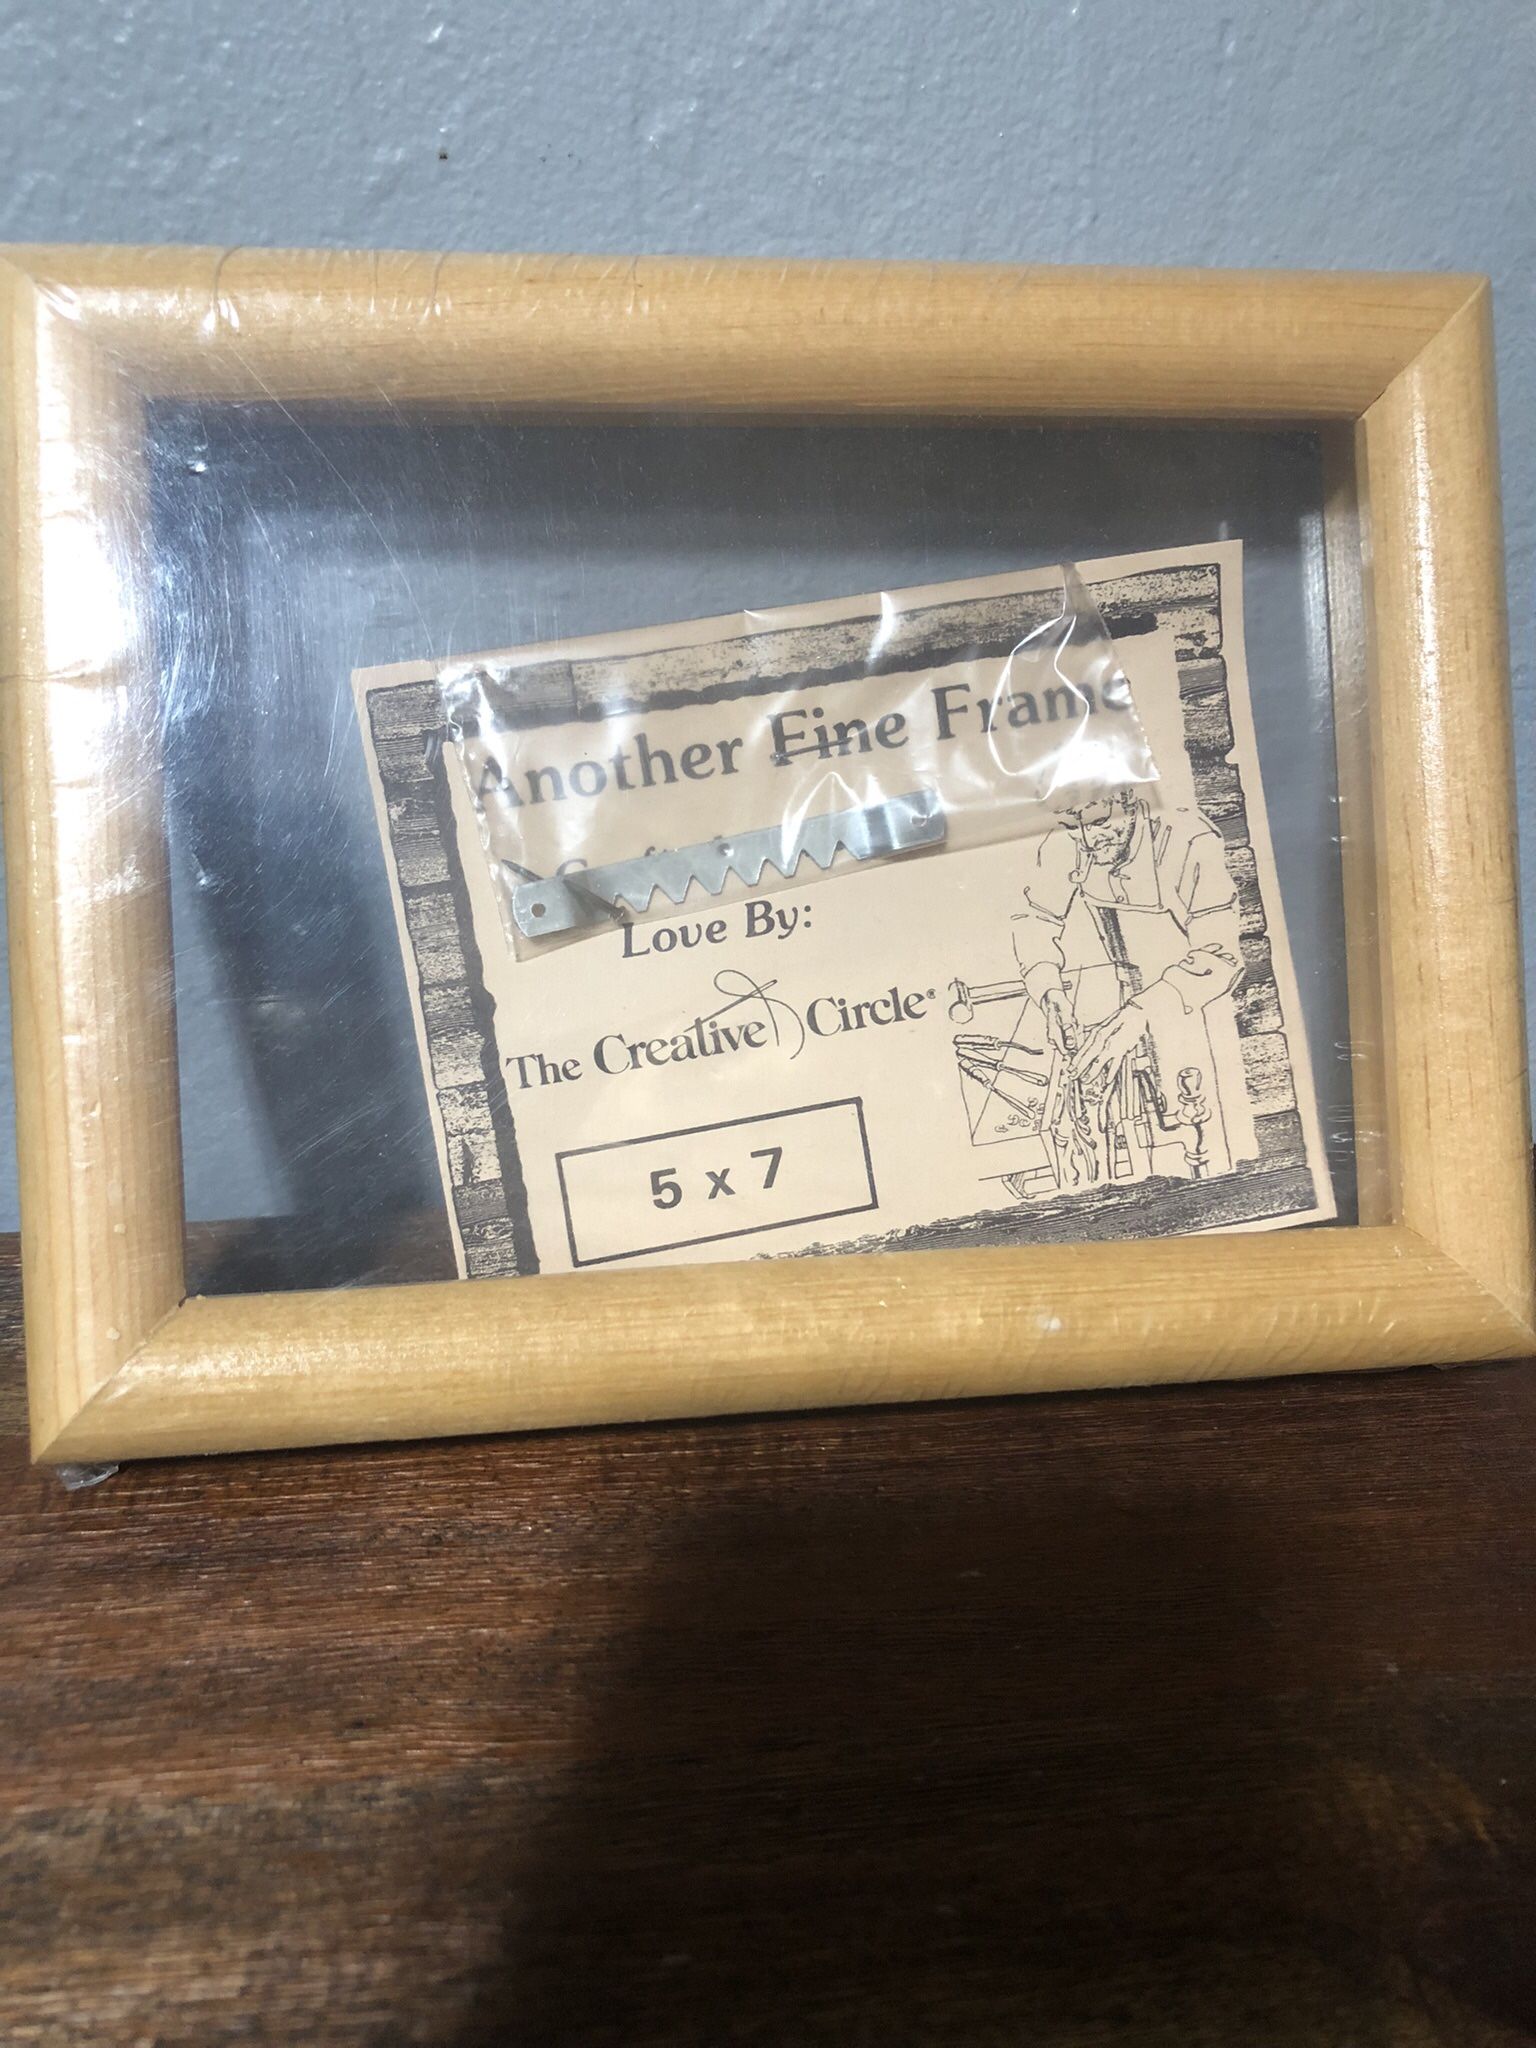 Another Fine Frame
Love By:
The Creative Circle®
5 x 7